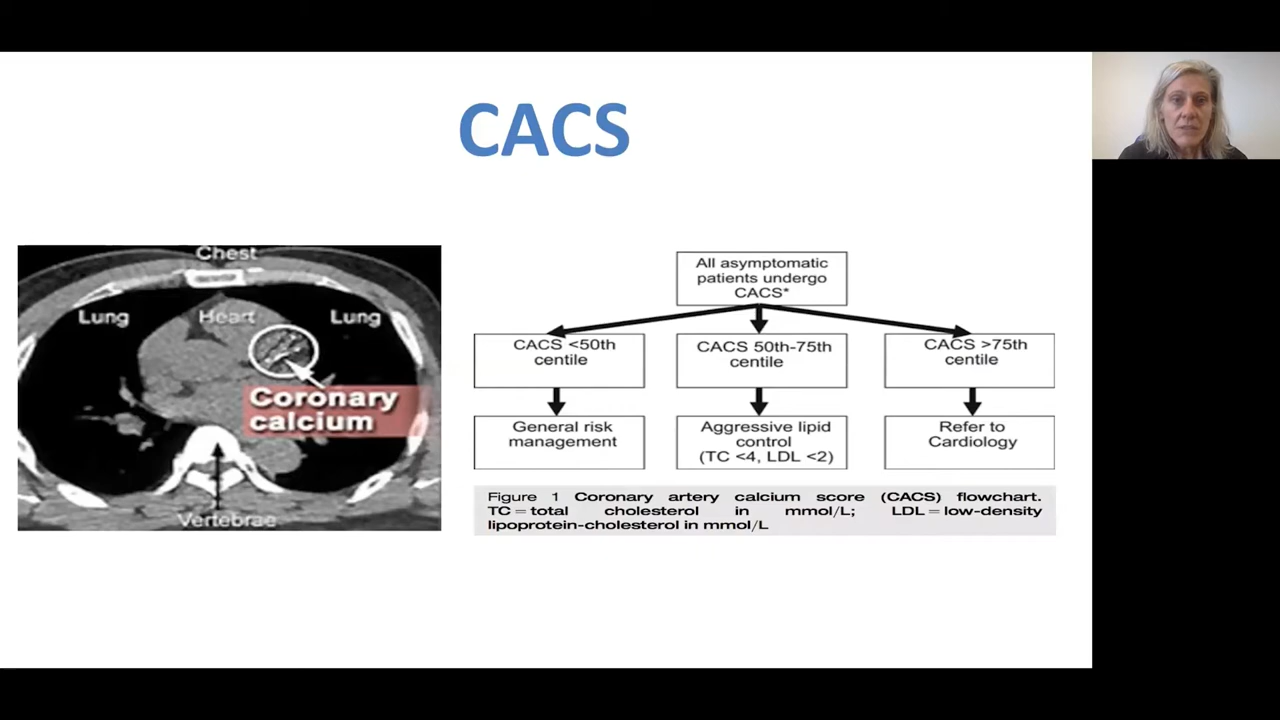 CACS
Chest
Lung
Heart
Lung
Coronary
calcium
Vertebrae
All asymptomatic
patients undergo
CACS*
CACS <50th
centile
CACS 50th-75th
centile
CACS >75th
centile
General risk
management
Aggressive lipid
control
(TC <4, LDL <2)
Refer to
Cardiology
Figure 1 Coronary artery calcium score (CACS) flowchart.
TC = total cholesterol in mmol/L; LDL = low-density
lipoprotein-cholesterol in mmol/L